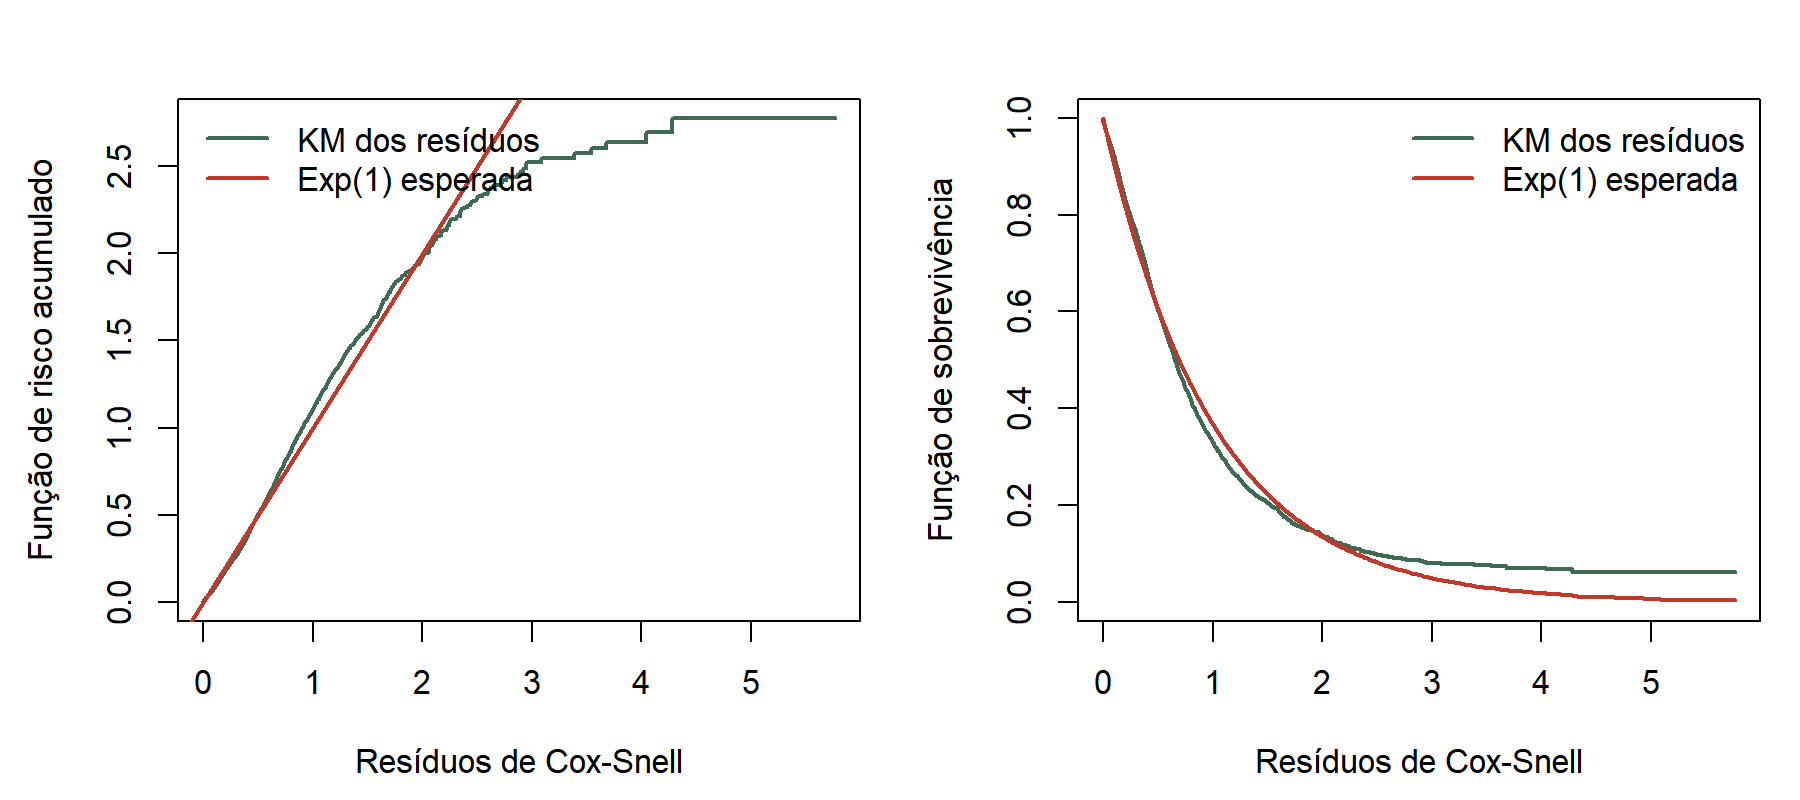 KM dos resíduos
Exp(1) esperada
Função de risco acumulado
0.0
0.5
1.0
1.5
2.0
2.5
0 1 2 3 4 5
Resíduos de Cox-Snell
KM dos resíduos
Exp(1) esperada
Função de sobrevivência
0.0
0.2
0.4
0.6
0.8
1.0
0 1 2 3 4 5
Resíduos de Cox-Snell